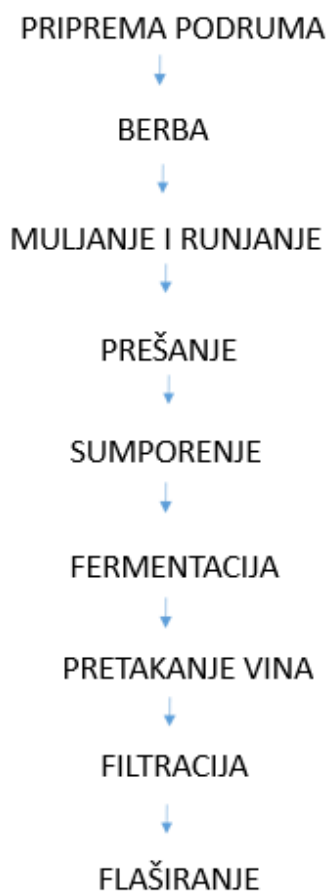 PRIPREMA PODRUMA
BERBA
MULJANJE I RUNJANJE
PREŠANJE
SUMPORENJE
FERMENTACIJA
PRETAKANJE VINA
FILTRACIJA
FLAŠIRANJE